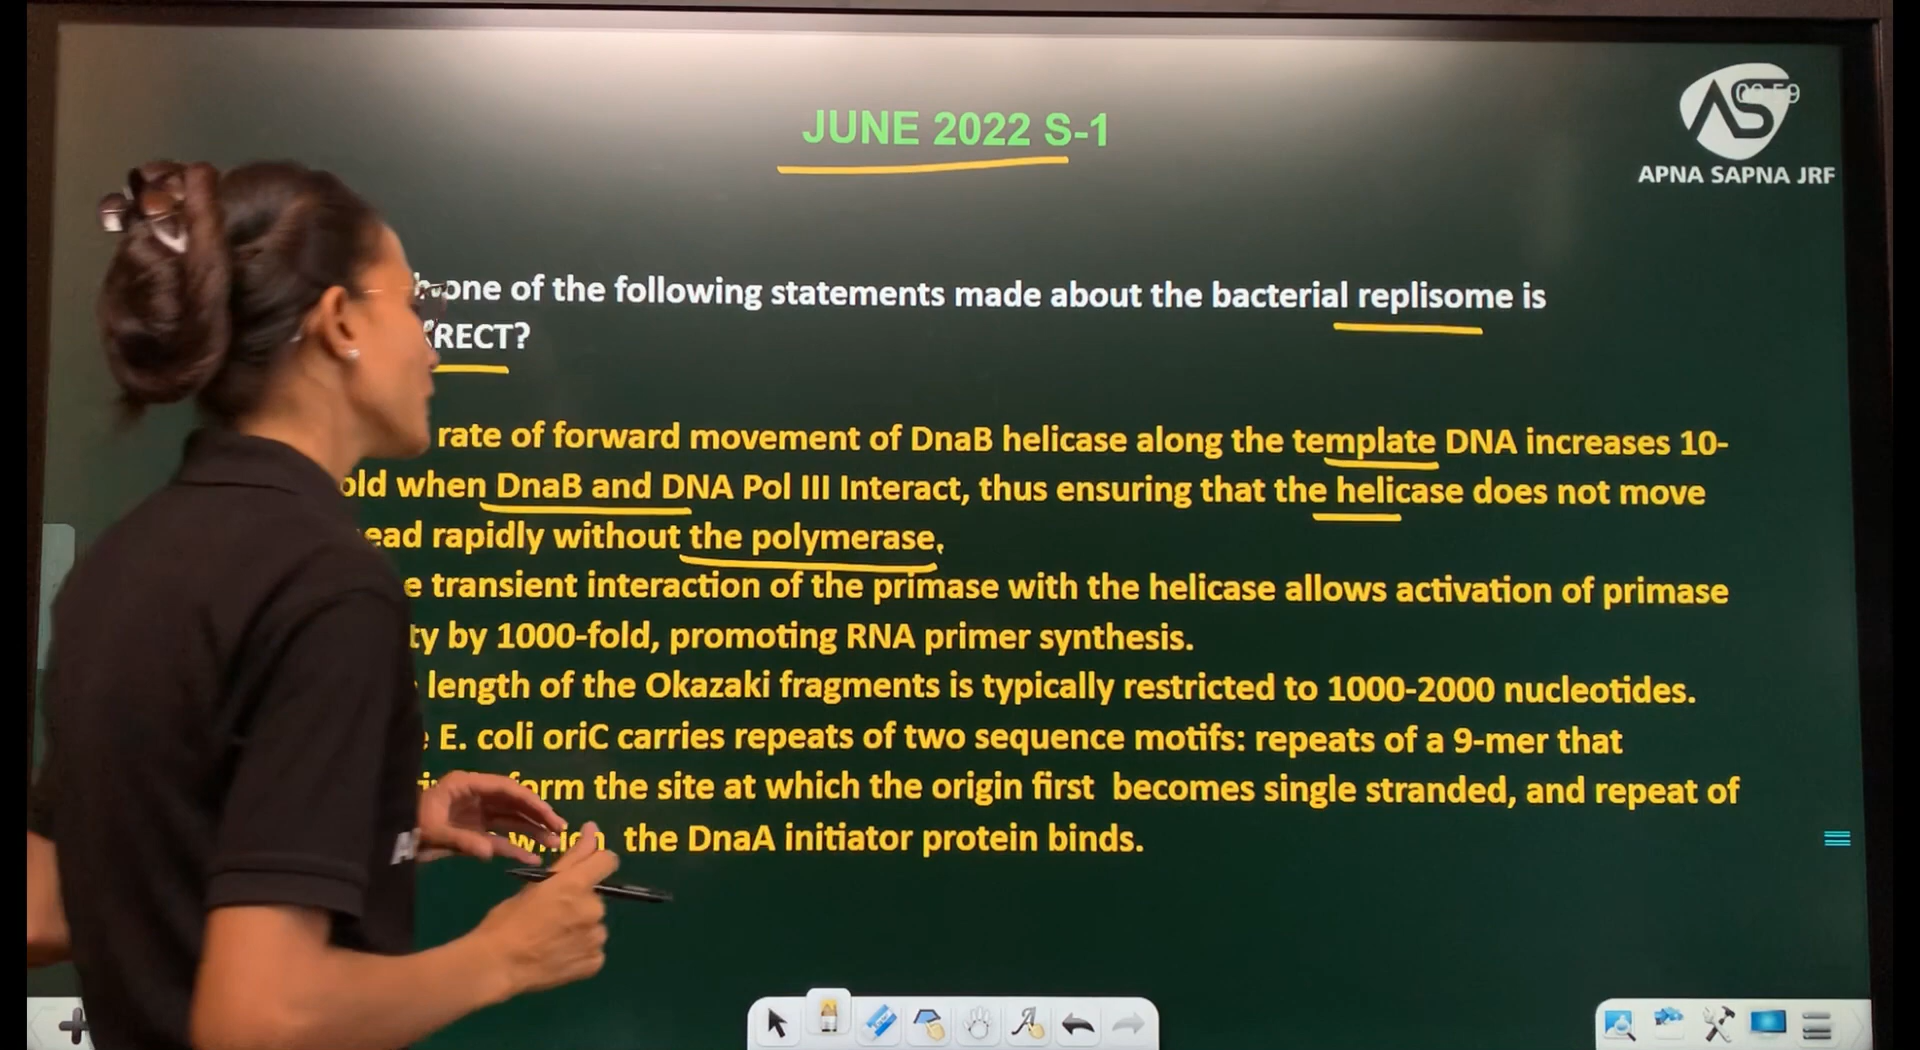 JUNE 2022 S-1
AS
APNA SAPNA JRF
one of the following statements made about the bacterial replisome is
RECT?
rate of forward movement of DnaB helicase along the template DNA increases 10-
old when DnaB and DNA Pol III Interact, thus ensuring that the helicase does not move
ead rapidly without the polymerase.
e transient interaction of the primase with the helicase allows activation of primase
ty by 1000-fold, promoting RNA primer synthesis.
length of the Okazaki fragments is typically restricted to 1000-2000 nucleotides.
E. coli oriC carries repeats of two sequence motifs: repeats of a 9-mer that
form the site at which the origin first becomes single stranded, and repeat of
which the DnaA initiator protein binds.